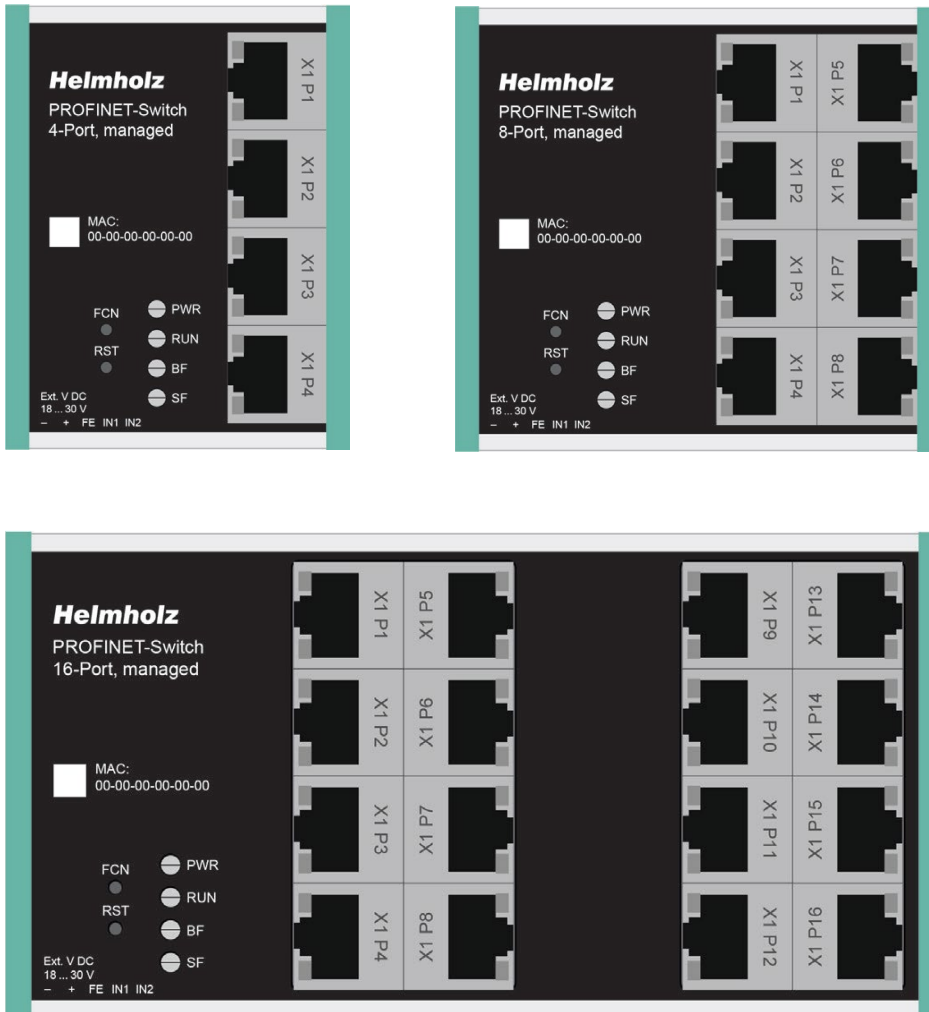 Helmholz
PROFINET-Switch
4-Port, managed
MAC:
00-00-00-00-00-00
FCN
RST
PWR
RUN
BF
SF
Ext. V DC
18 ... 30 V
– + FE IN1 IN2
X1 P1
X1 P2
X1 P3
X1 P4
Helmholz
PROFINET-Switch
8-Port, managed
MAC:
00-00-00-00-00-00
FCN
RST
PWR
RUN
BF
SF
Ext. V DC
18 ... 30 V
– + FE IN1 IN2
X1 P1
X1 P5
X1 P2
X1 P6
X1 P3
X1 P7
X1 P4
X1 P8
Helmholz
PROFINET-Switch
16-Port, managed
MAC:
00-00-00-00-00-00
FCN
RST
PWR
RUN
BF
SF
Ext. V DC
18 ... 30 V
– + FE IN1 IN2
X1 P1
X1 P5
X1 P2
X1 P6
X1 P3
X1 P7
X1 P4
X1 P8
X1 P9
X1 P13
X1 P10
X1 P14
X1 P11
X1 P15
X1 P12
X1 P16